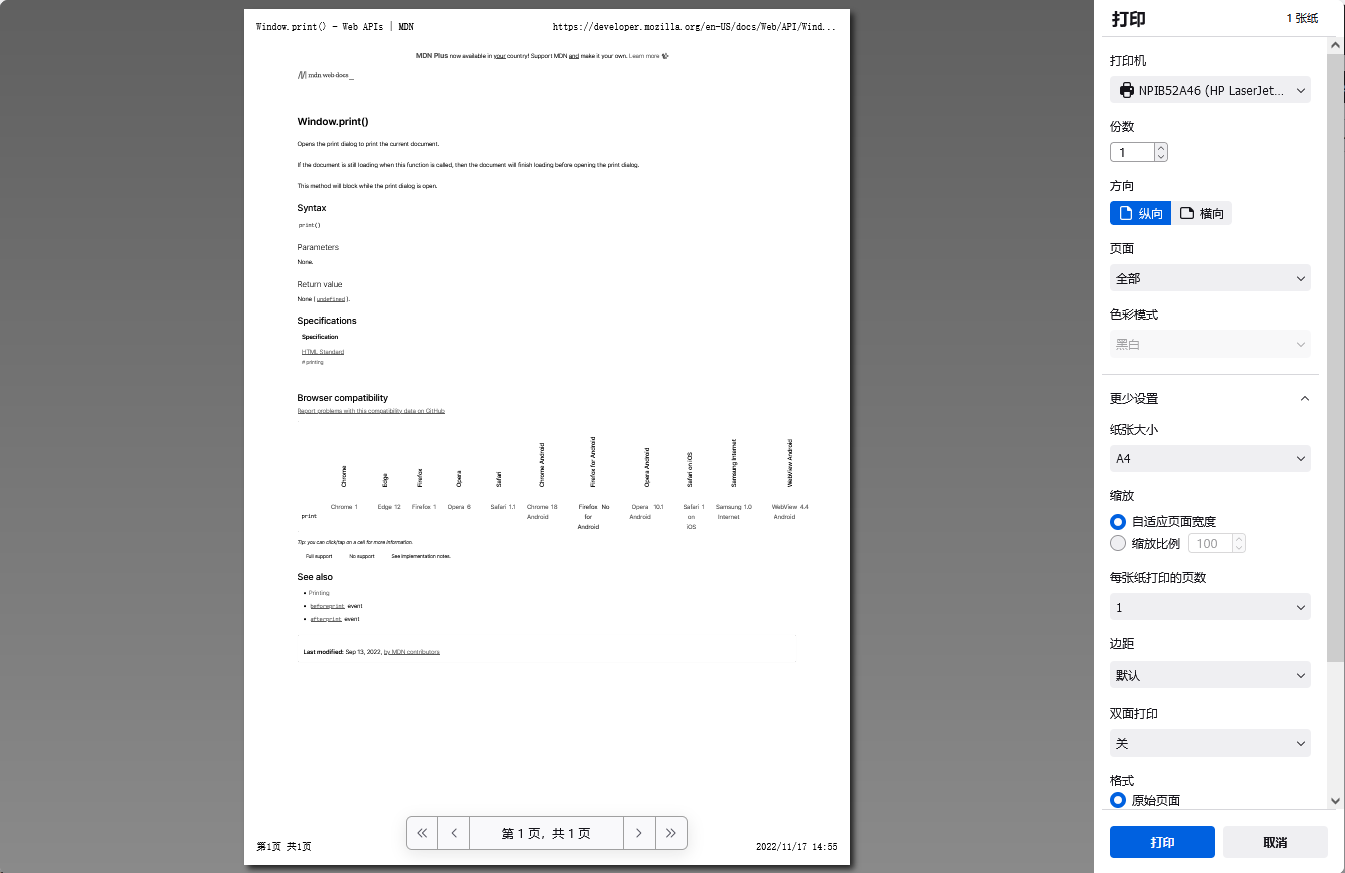 Window.print() - Web APIs | MDN
https://developer.mozilla.org/en-US/docs/Web/API/Wind...
MDN Plus now available in your country! Support MDN and make it your own. Learn more
mdn web docs_
Window.print()
Opens the print dialog to print the current document.
If the document is still loading when this function is called, then the document will finish loading before opening the print dialog.
This method will block while the print dialog is open.
Syntax
print()
Parameters
None.
Return value
None ( undefined ).
Specifications
Specification
HTML Standard
# printing
Browser compatibility
Report problems with this compatibility data on GitHub
Chrome
Edge
Firefox
Opera
Safari
Chrome Android
Firefox for Android
Opera Android
Safari on iOS
Samsung Internet
WebView Android
print
Chrome 1
Edge 12
Firefox 1
Opera 6
Safari 1.1
Chrome 18
Android
Firefox No
for
Android
Opera 10.1
Android
Safari 1
on
iOS
Samsung 1.0
Internet
WebView 4.4
Android
Tip: you can click/tap on a cell for more information.
Full support No support See implementation notes.
See also
• Printing
• beforeprint event
• afterprint event
Last modified: Sep 13, 2022, by MDN contributors
第 1 页, 共 1 页
第1页 共1页
2022/11/17 14:55
打印
1 张纸
打印机
NPIB52A46 (HP LaserJet...
份数
1
方向
纵向 横向
页面
全部
色彩模式
黑白
更少设置
纸张大小
A4
缩放
自适应页面宽度
缩放比例 100
每张纸打印的页数
1
边距
默认
双面打印
关
格式
原始页面
打印 取消